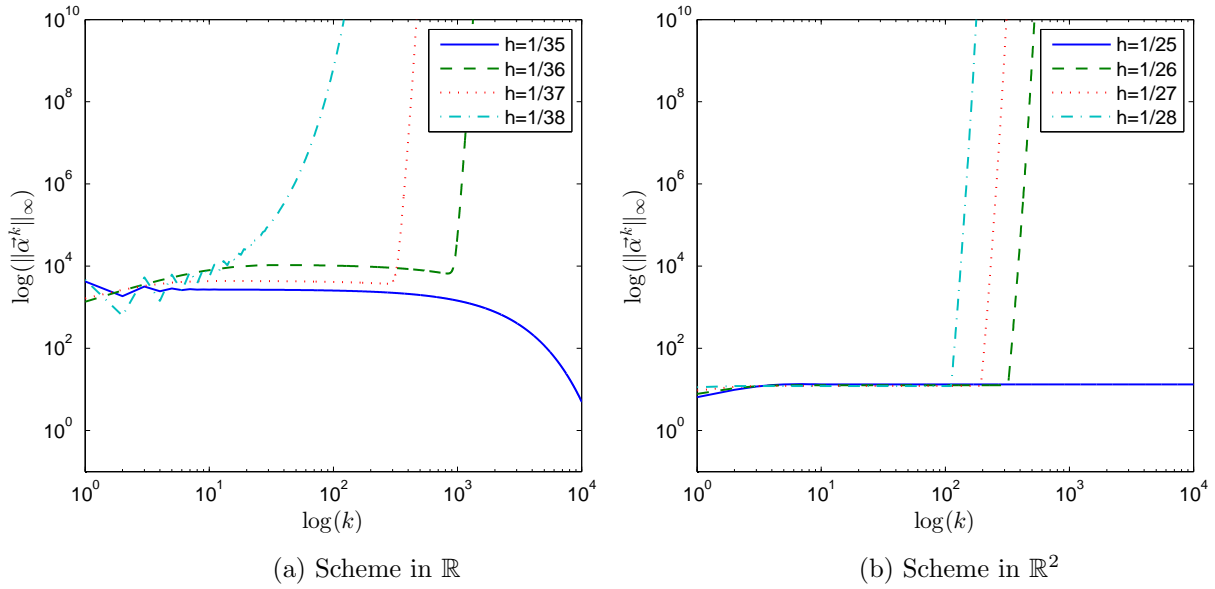 10^10
10^8
10^6
10^4
10^2
10^0
log(‖α⃗^k‖_∞)
h=1/35
h=1/36
h=1/37
h=1/38
10^0
10^1
10^2
10^3
10^4
log(k)
(a) Scheme in ℝ
10^10
10^8
10^6
10^4
10^2
10^0
log(‖α⃗^k‖_∞)
h=1/25
h=1/26
h=1/27
h=1/28
10^0
10^1
10^2
10^3
10^4
log(k)
(b) Scheme in ℝ^2